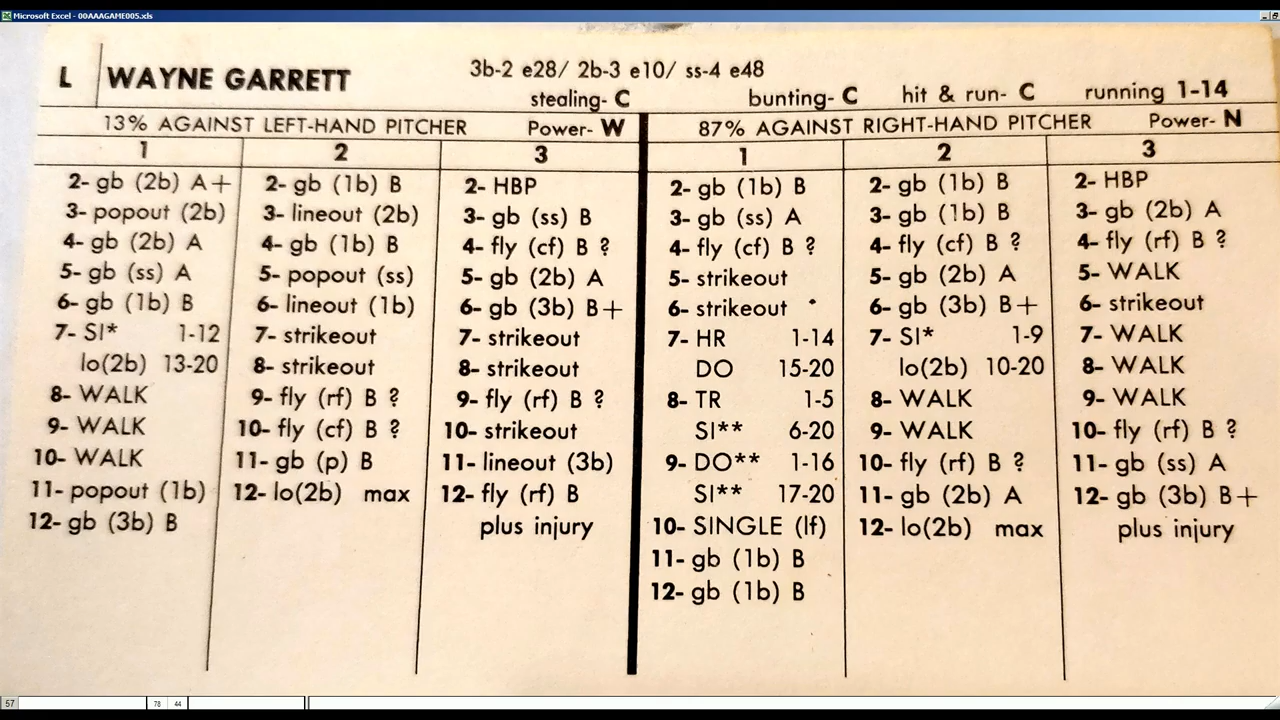 Microsoft Excel - 00AAAGAME005.xls
L WAYNE GARRETT
3b-2 e28/ 2b-3 e10/ ss-4 e48
stealing- C bunting- C hit & run- C running 1-14
13% AGAINST LEFT-HAND PITCHER Power- W
1 2 3
2- gb (2b) A+ 2- gb (1b) B 2- HBP
3- popout (2b) 3- lineout (2b) 3- gb (ss) B
4- gb (2b) A 4- gb (1b) B 4- fly (cf) B ?
5- gb (ss) A 5- popout (ss) 5- gb (2b) A
6- gb (1b) B 6- lineout (1b) 6- gb (3b) B+
7- SI* 1-12 7- strikeout 7- strikeout
lo(2b) 13-20 8- strikeout 8- strikeout
8- WALK 9- fly (rf) B ? 9- fly (rf) B ?
9- WALK 10- fly (cf) B ? 10- strikeout
10- WALK 11- gb (p) B 11- lineout (3b)
11- popout (1b) 12- lo(2b) max 12- fly (rf) B
12- gb (3b) B plus injury
87% AGAINST RIGHT-HAND PITCHER Power- N
1 2 3
2- gb (1b) B 2- gb (1b) B 2- HBP
3- gb (ss) A 3- gb (1b) B 3- gb (2b) A
4- fly (cf) B ? 4- fly (cf) B ? 4- fly (rf) B ?
5- strikeout 5- gb (2b) A 5- WALK
6- strikeout 6- gb (3b) B+ 6- strikeout
7- HR 1-14 7- SI* 1-9 7- WALK
DO 15-20 lo(2b) 10-20 8- WALK
8- TR 1-5 8- WALK 9- WALK
SI** 6-20 9- WALK 10- fly (rf) B ?
9- DO** 1-16 10- fly (rf) B ? 11- gb (ss) A
SI** 17-20 11- gb (2b) A 12- gb (3b) B+
10- SINGLE (lf) 12- lo(2b) max plus injury
11- gb (1b) B
12- gb (1b) B
57 78 44